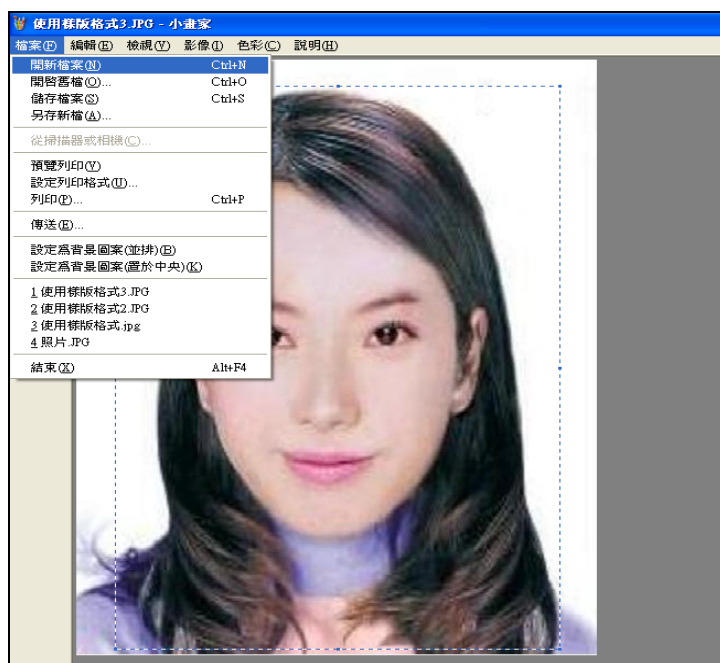 使用樣版格式3.JPG - 小畫家
檔案(F) 編輯(E) 檢視(V) 影像(I) 色彩(C) 說明(H)
開新檔案(N) Ctrl+N
開啓舊檔(O)... Ctrl+O
儲存檔案(S) Ctrl+S
另存新檔(A)...
從掃描器或相機(C)...
預覽列印(V)
設定列印格式(U)...
列印(P)... Ctrl+P
傳送(E)...
設定爲背景圖案(並排)(B)
設定爲背景圖案(置於中央)(K)
1 使用樣版格式3.JPG
2 使用樣版格式2.JPG
3 使用樣版格式.jpg
4 照片.JPG
結束(X) Alt+F4